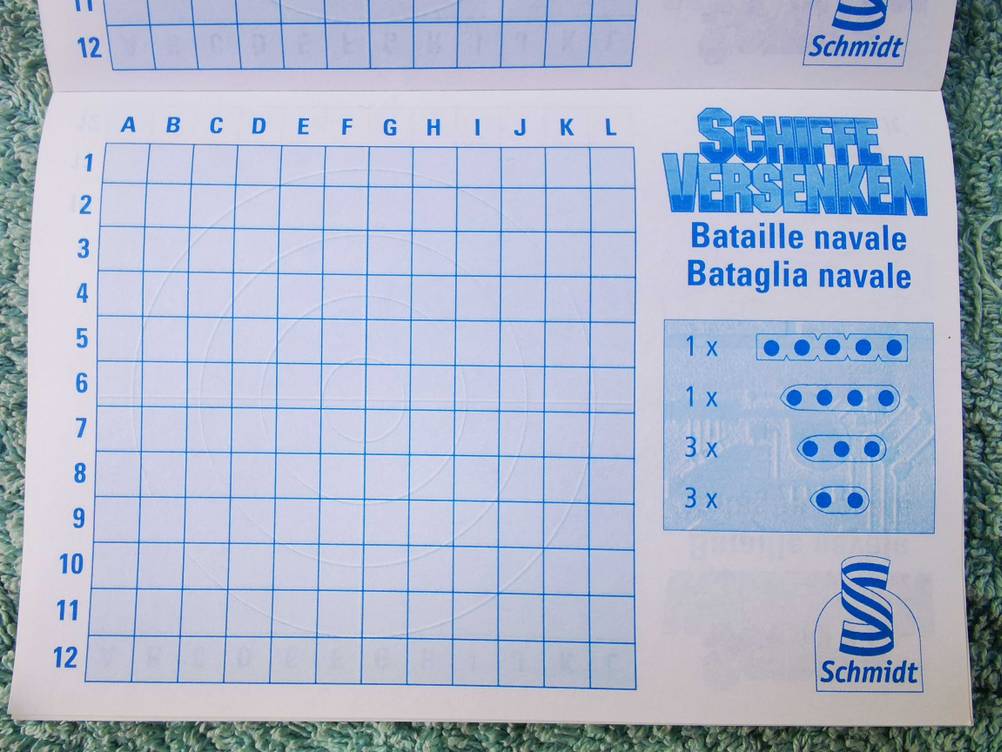 11
12
Schmidt
A B C D E F G H I J K L
1
2
3
4
5
6
7
8
9
10
11
12
SCHIFFE
VERSENKEN
Bataille navale
Bataglia navale
1 x
1 x
3 x
3 x
Schmidt